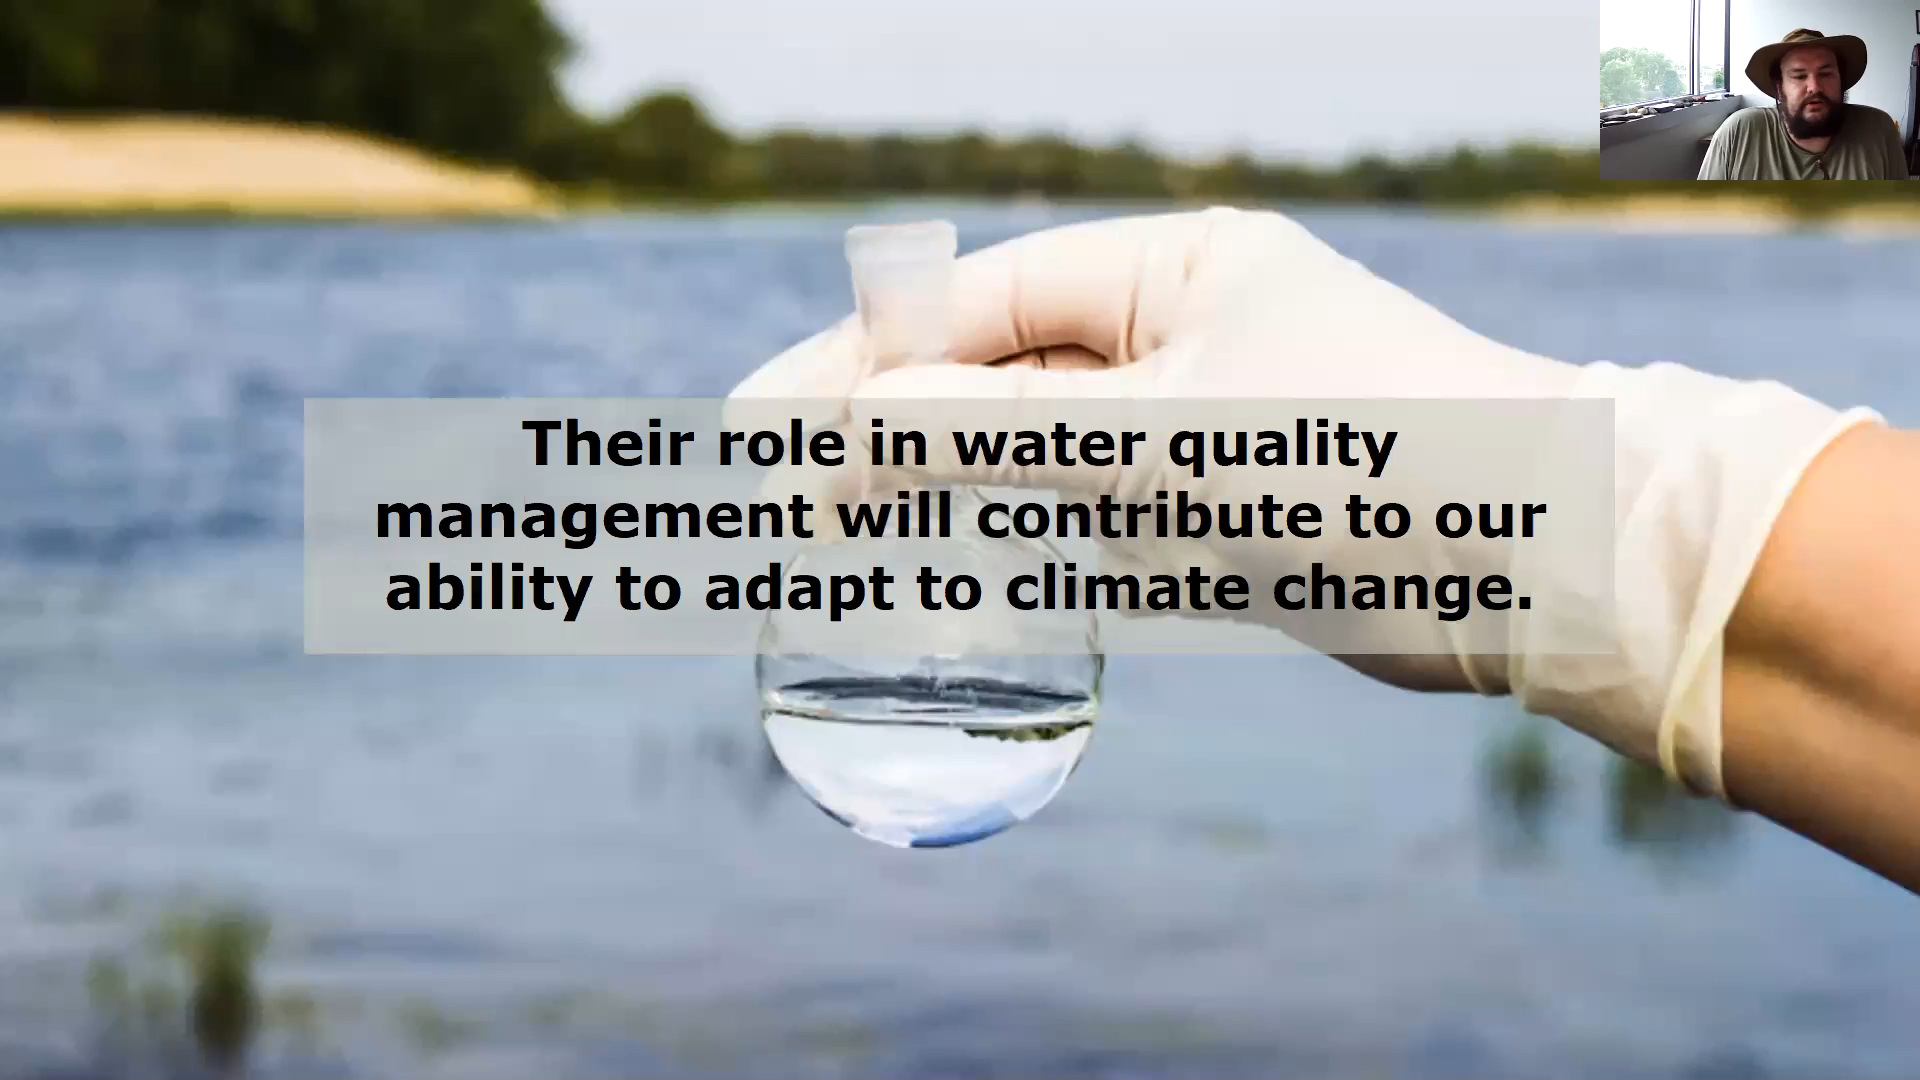 Their role in water quality
management will contribute to our
ability to adapt to climate change.